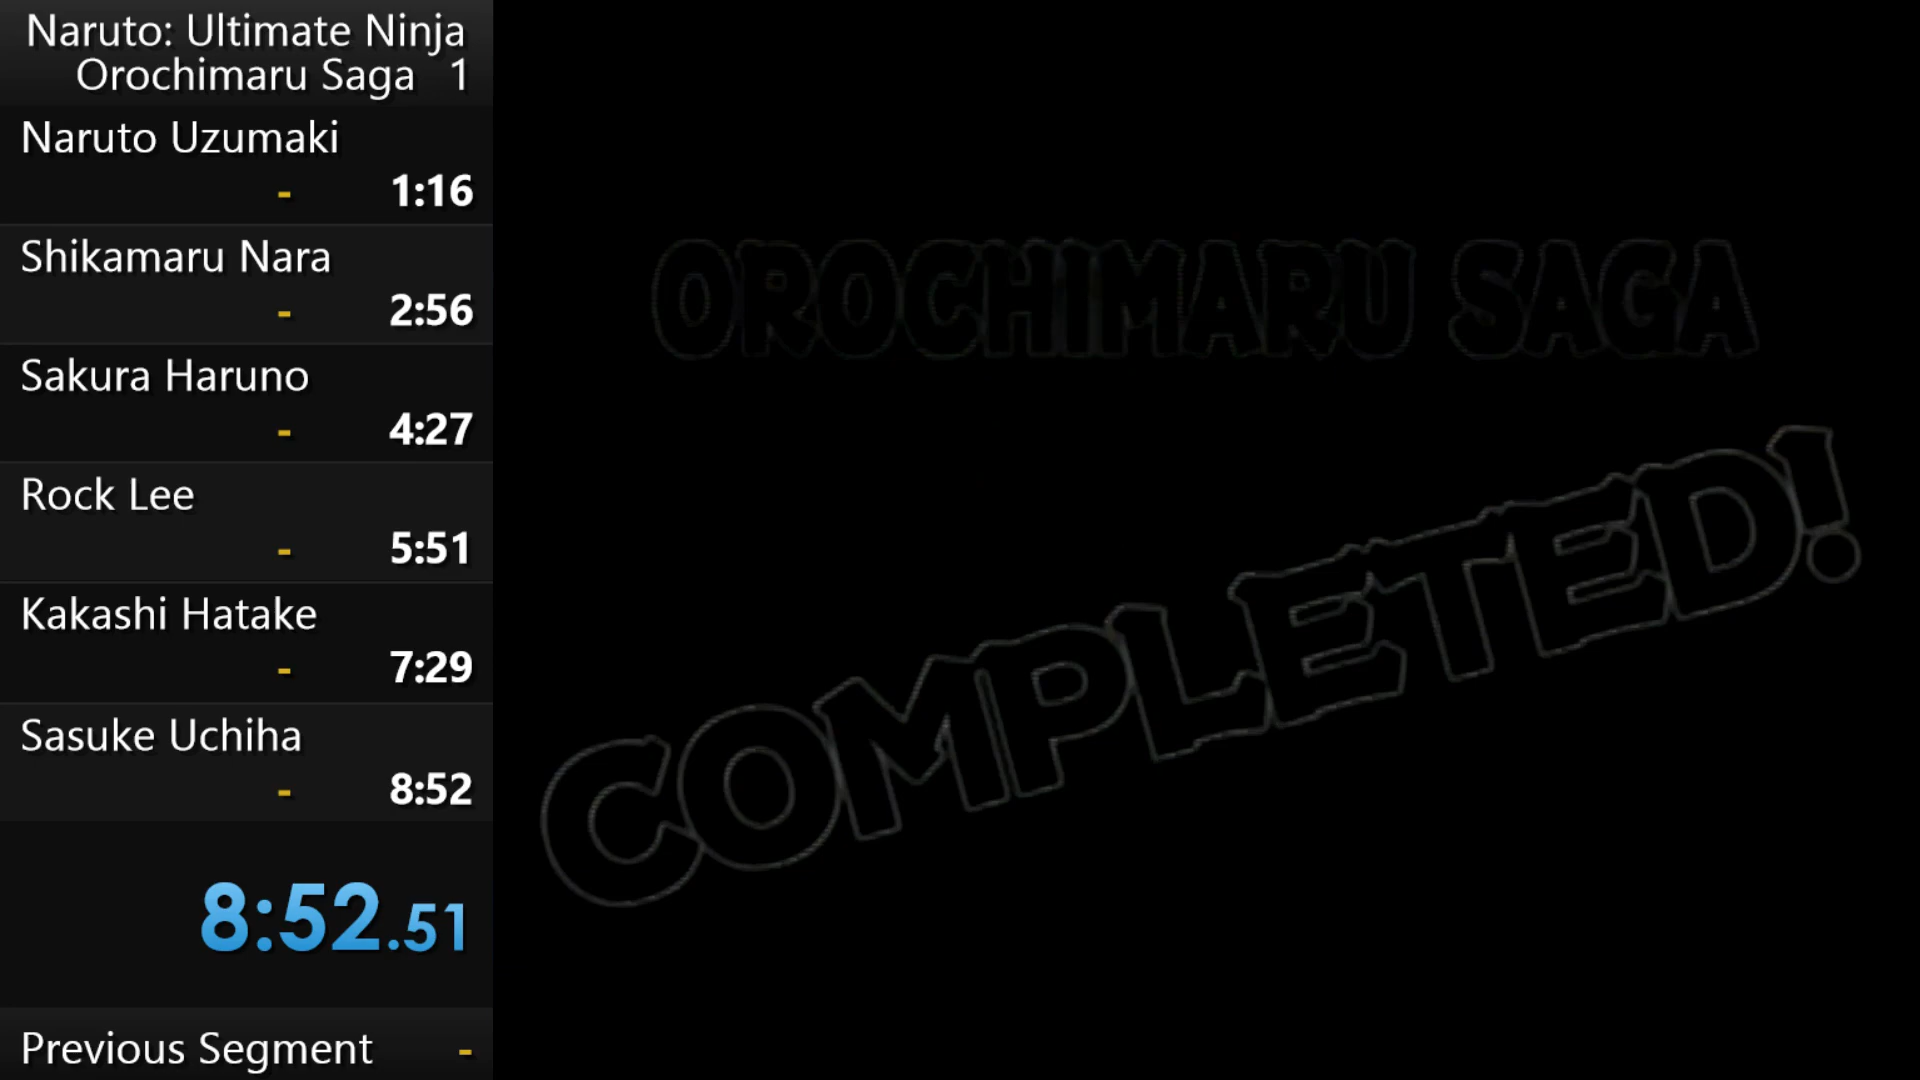 Naruto: Ultimate Ninja
Orochimaru Saga 1
Naruto Uzumaki
- 1:16
Shikamaru Nara
- 2:56
Sakura Haruno
- 4:27
Rock Lee
- 5:51
Kakashi Hatake
- 7:29
Sasuke Uchiha
- 8:52
8:52.51
Previous Segment -
OROCHIMARU SAGA
COMPLETED!